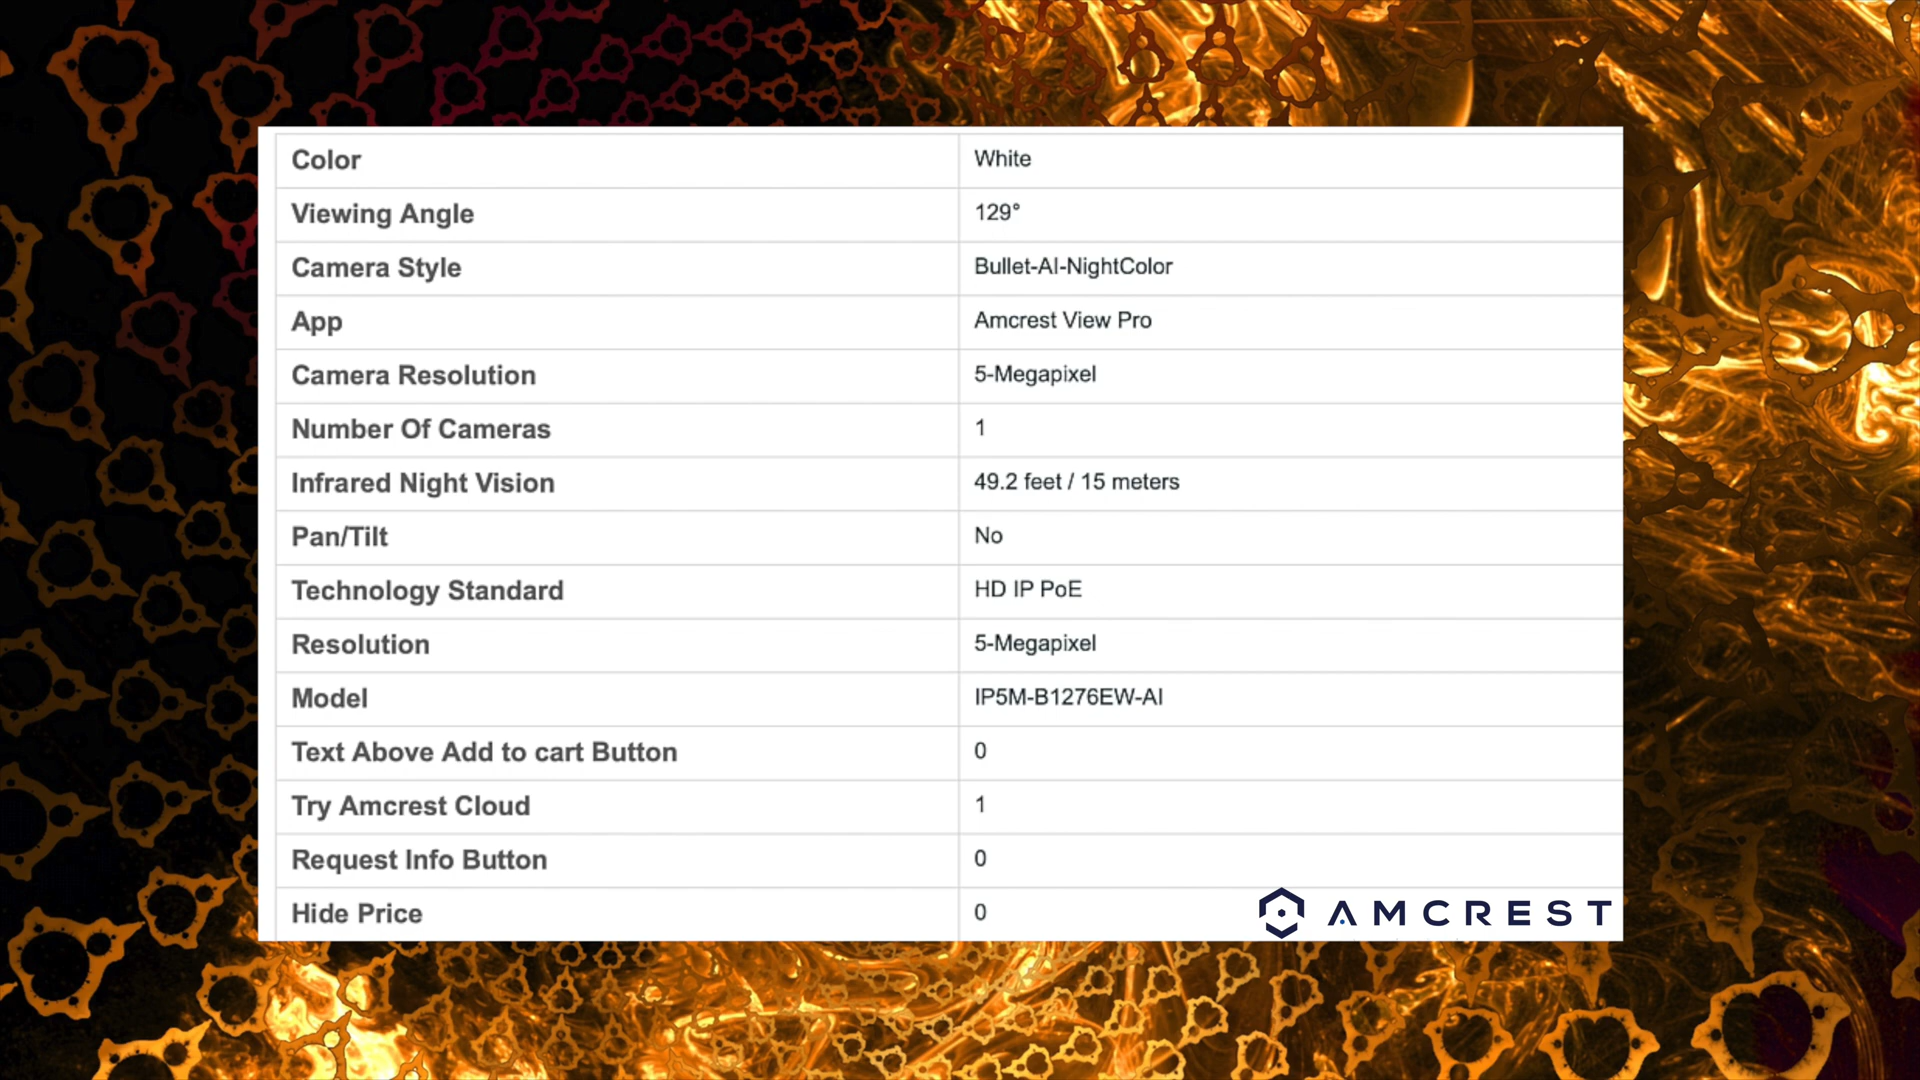 Color White
Viewing Angle 129°
Camera Style Bullet-AI-NightColor
App Amcrest View Pro
Camera Resolution 5-Megapixel
Number Of Cameras 1
Infrared Night Vision 49.2 feet / 15 meters
Pan/Tilt No
Technology Standard HD IP PoE
Resolution 5-Megapixel
Model IP5M-B1276EW-AI
Text Above Add to cart Button 0
Try Amcrest Cloud 1
Request Info Button 0
Hide Price 0
AMCREST